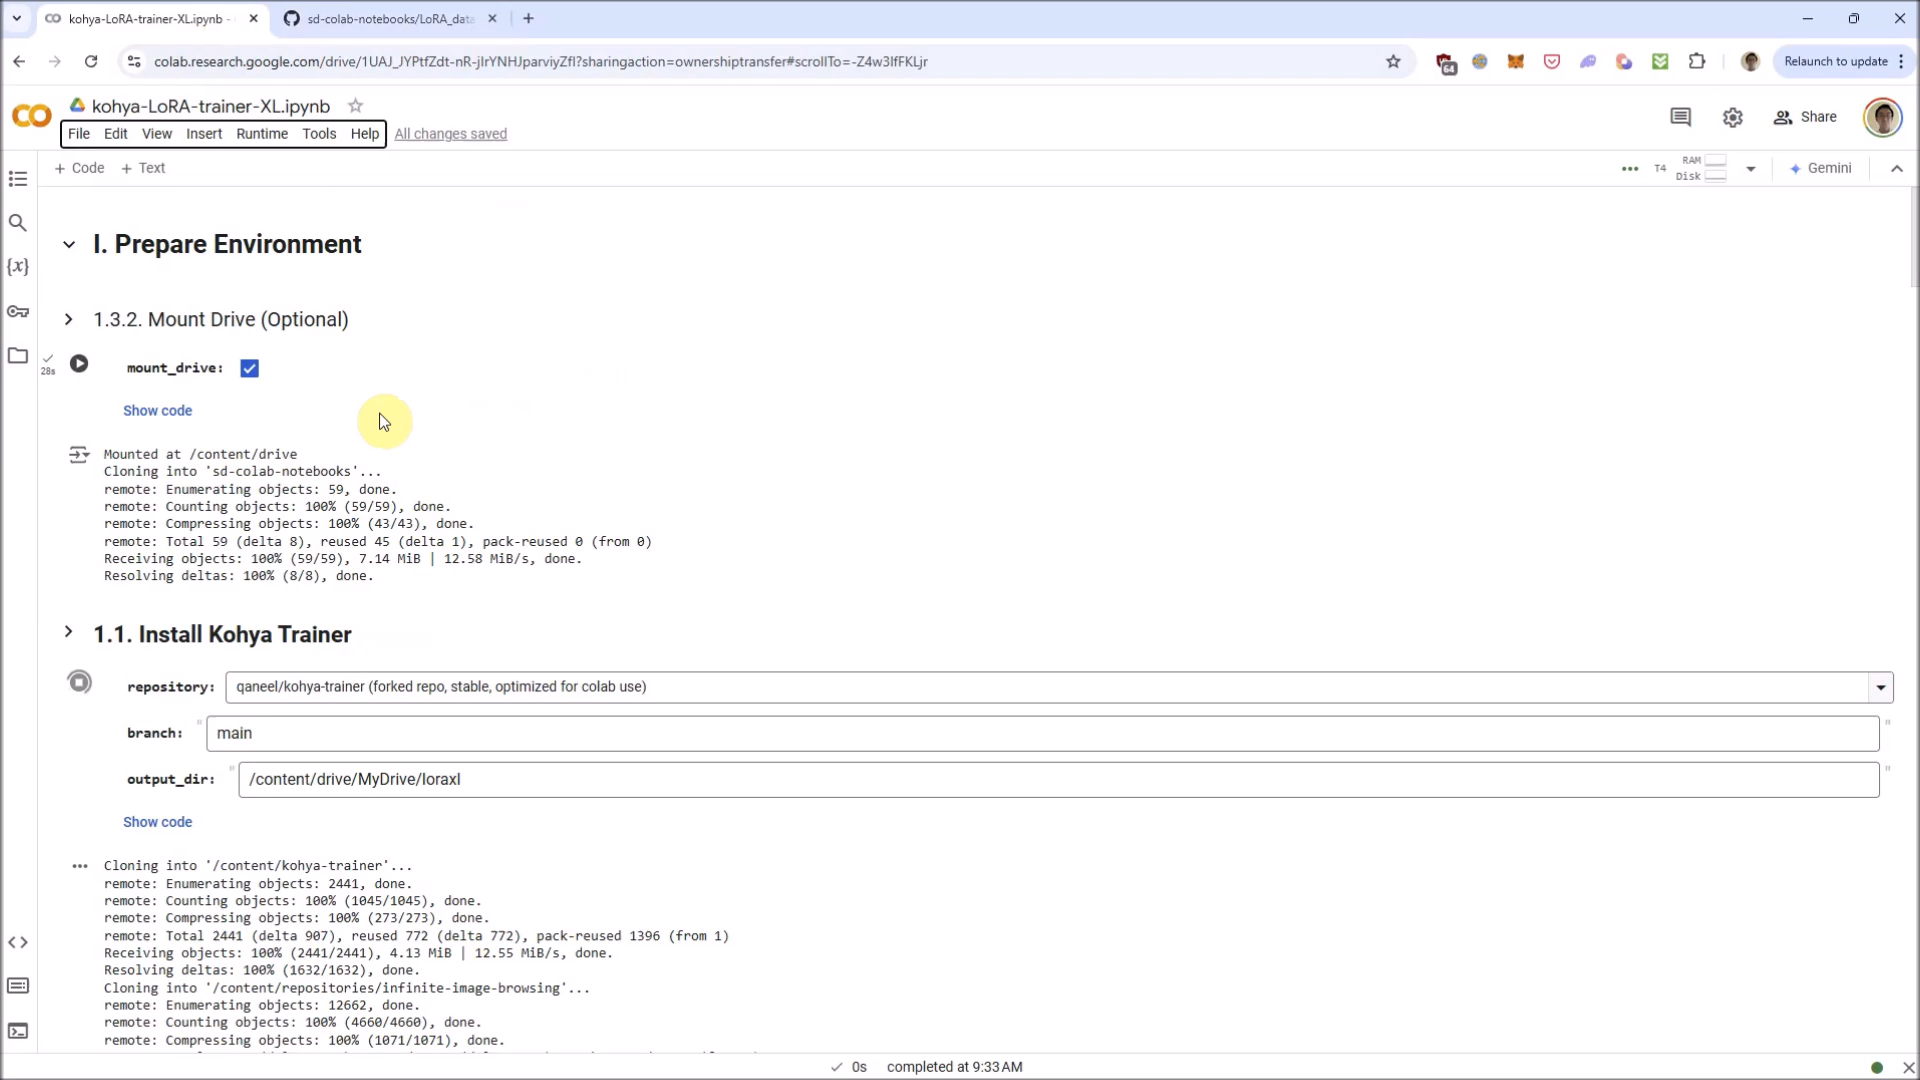 kohya-LoRA-trainer-XL.ipynb -
sd-colab-notebooks/LoRA_data
colab.research.google.com/drive/1UAJ_JYPtfZdt-nR-jlrYNHJparviyZfl?sharingaction=ownershiptransfer#scrollTo=-Z4w3IfFKLjr
64
Relaunch to update
CO
kohya-LoRA-trainer-XL.ipynb
Share
File Edit View Insert Runtime Tools Help All changes saved
+ Code + Text
T4
RAM
Disk
Gemini
I. Prepare Environment
{x}
1.3.2. Mount Drive (Optional)
28s
mount_drive:
Show code
Mounted at /content/drive
Cloning into 'sd-colab-notebooks'...
remote: Enumerating objects: 59, done.
remote: Counting objects: 100% (59/59), done.
remote: Compressing objects: 100% (43/43), done.
remote: Total 59 (delta 8), reused 45 (delta 1), pack-reused 0 (from 0)
Receiving objects: 100% (59/59), 7.14 MiB | 12.58 MiB/s, done.
Resolving deltas: 100% (8/8), done.
1.1. Install Kohya Trainer
repository: qaneel/kohya-trainer (forked repo, stable, optimized for colab use)
branch: " main "
output_dir: " /content/drive/MyDrive/loraxl "
Show code
Cloning into '/content/kohya-trainer'...
remote: Enumerating objects: 2441, done.
remote: Counting objects: 100% (1045/1045), done.
remote: Compressing objects: 100% (273/273), done.
remote: Total 2441 (delta 907), reused 772 (delta 772), pack-reused 1396 (from 1)
Receiving objects: 100% (2441/2441), 4.13 MiB | 12.55 MiB/s, done.
Resolving deltas: 100% (1632/1632), done.
Cloning into '/content/repositories/infinite-image-browsing'...
remote: Enumerating objects: 12662, done.
remote: Counting objects: 100% (4660/4660), done.
remote: Compressing objects: 100% (1071/1071), done.
0s completed at 9:33 AM